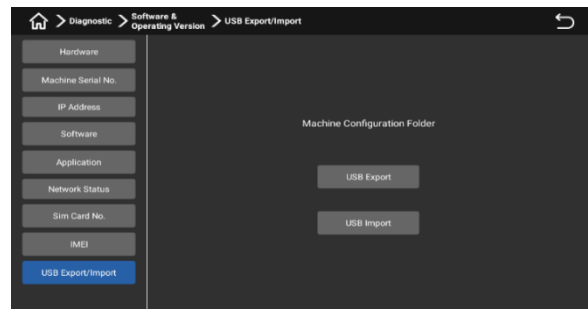 Diagnostic
Software &
Operating Version
USB Export/Import
Hardware
Machine Serial No.
IP Address
Software
Application
Network Status
Sim Card No.
IMEI
USB Export/Import
Machine Configuration Folder
USB Export
USB Import